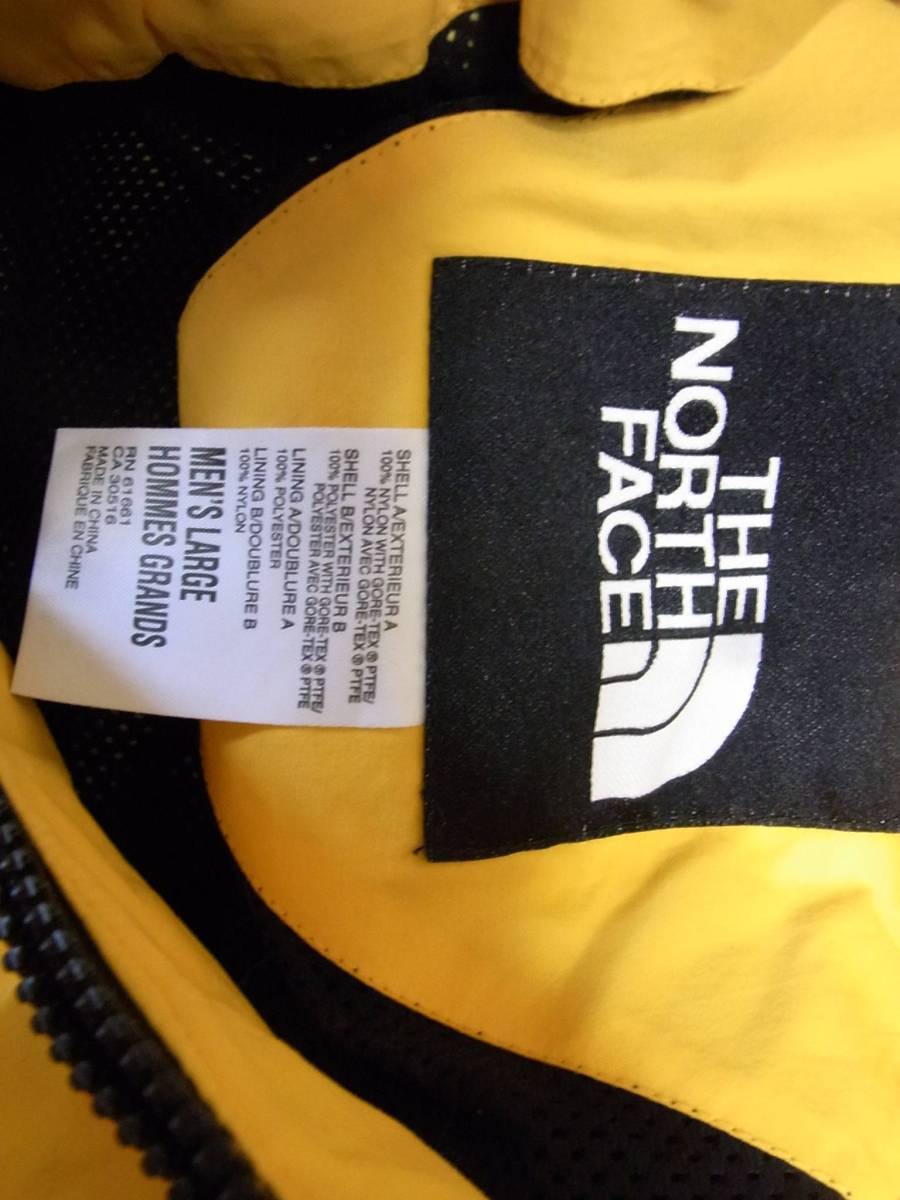 THE
NORTH
FACE
SHELL A/EXTERIEUR A
100% NYLON WITH GORE-TEX ® PTFE/
NYLON AVEC GORE-TEX ® PTFE
SHELL B/EXTERIEUR B
100% POLYESTER WITH GORE-TEX ® PTFE/
POLYESTER AVEC GORE-TEX ® PTFE
LINING A/DOUBLURE A
100% POLYESTER
LINING B/DOUBLURE B
100% NYLON
MEN'S LARGE
HOMMES GRANDS
RN 61661
CA 30516
MADE IN CHINA
FABRIQUE EN CHINE